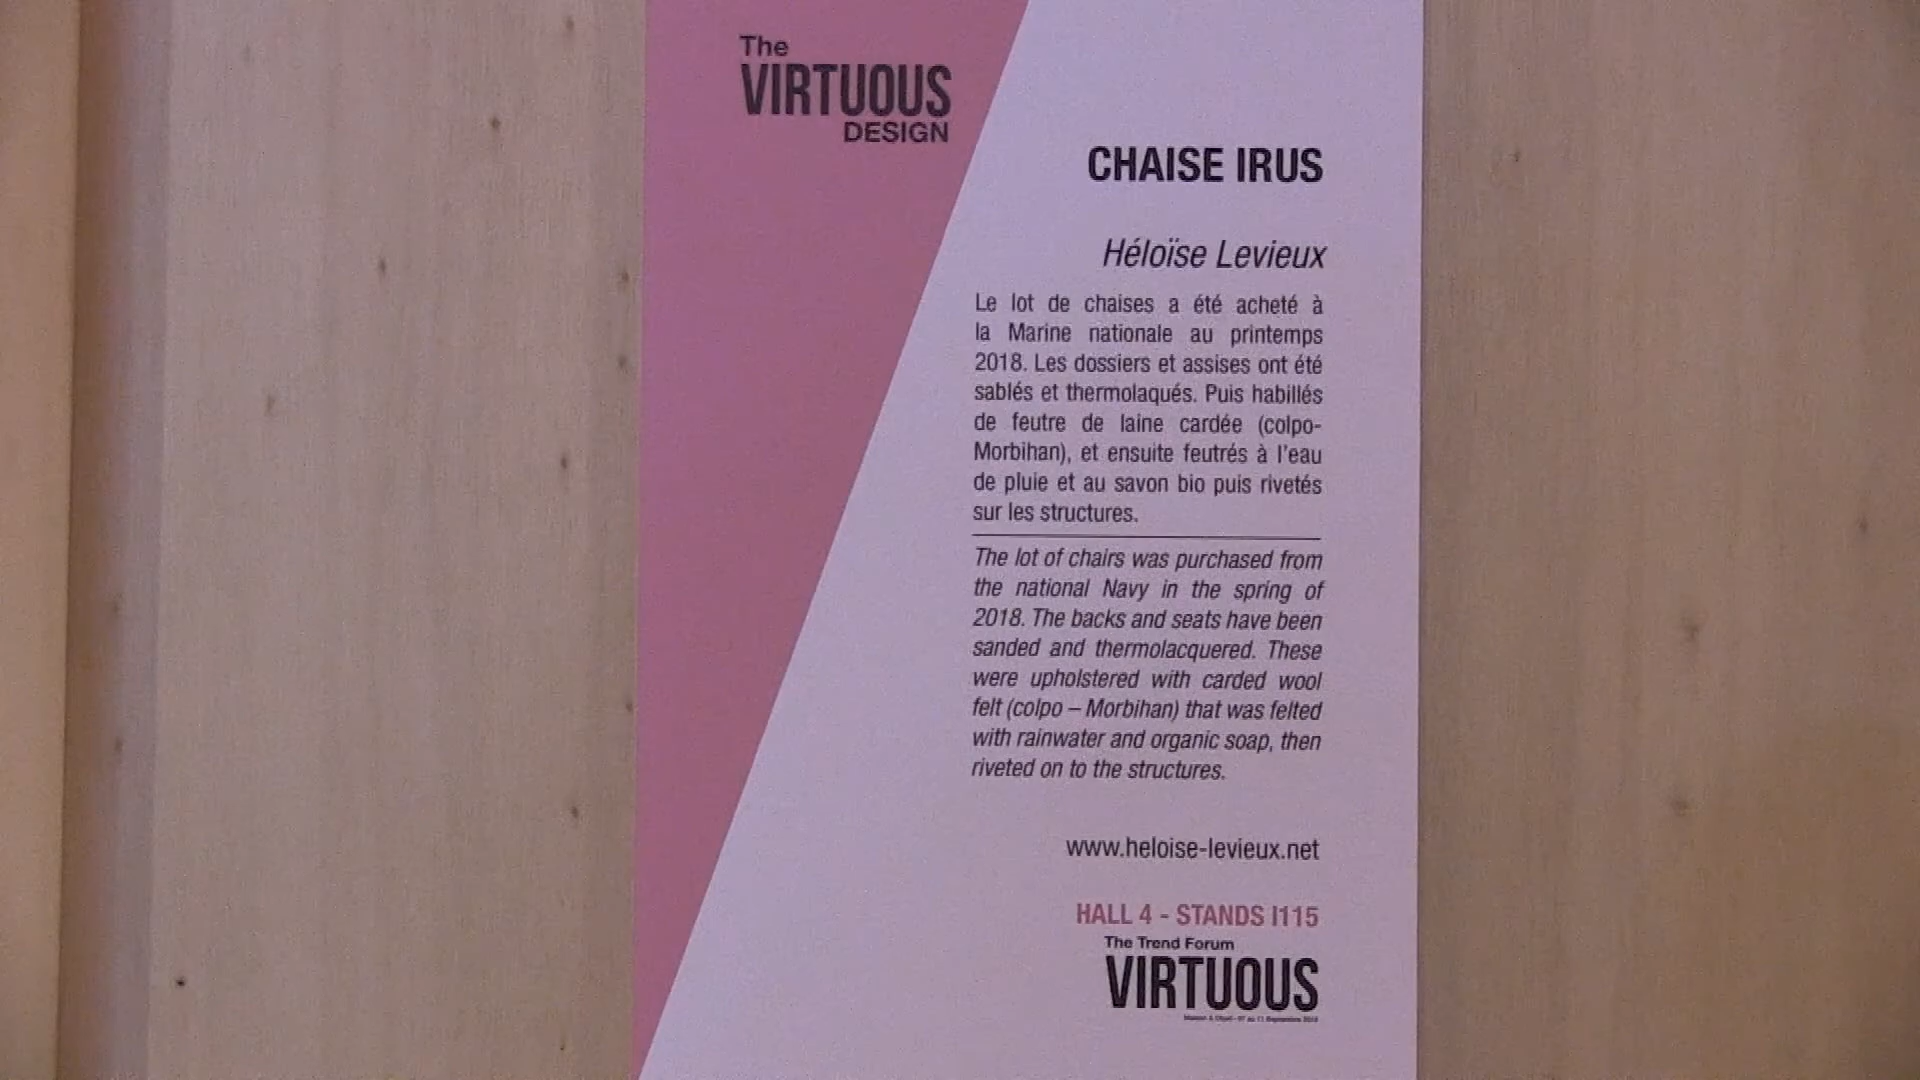 The
VIRTUOUS
DESIGN
CHAISE IRUS
Héloïse Levieux
Le lot de chaises a été acheté à
la Marine nationale au printemps
2018. Les dossiers et assises ont été
sablés et thermolaqués. Puis habillés
de feutre de laine cardée (colpo-
Morbihan), et ensuite feutrés à l'eau
de pluie et au savon bio puis rivetés
sur les structures.
The lot of chairs was purchased from
the national Navy in the spring of
2018. The backs and seats have been
sanded and thermolacquered. These
were upholstered with carded wool
felt (colpo – Morbihan) that was felted
with rainwater and organic soap, then
riveted on to the structures.
www.heloise-levieux.net
HALL 4 - STANDS I115
The Trend Forum
VIRTUOUS